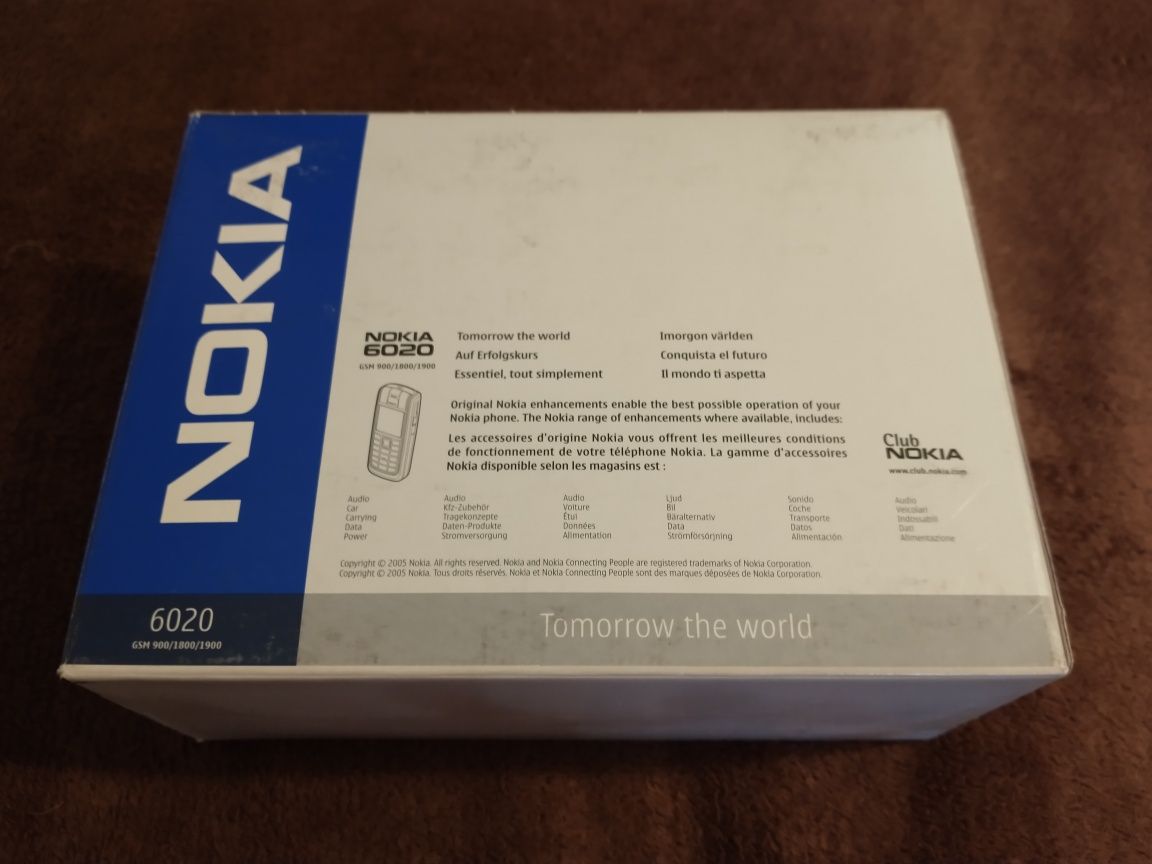 NOKIA
NOKIA
6020
GSM 900/1800/1900
Tomorrow the world
Auf Erfolgskurs
Essentiel, tout simplement
Imorgon världen
Conquista el futuro
Il mondo ti aspetta
Original Nokia enhancements enable the best possible operation of your
Nokia phone. The Nokia range of enhancements where available, includes:
Les accessoires d'origine Nokia vous offrent les meilleures conditions
de fonctionnement de votre téléphone Nokia. La gamme d'accessoires
Nokia disponible selon les magasins est :
Club
NOKIA
www.club.nokia.com
Audio
Car
Carrying
Data
Power
Audio
Kfz-Zubehör
Tragekonzepte
Daten-Produkte
Stromversorgung
Audio
Voiture
Étui
Données
Alimentation
Ljud
Bil
Bäralternativ
Data
Strömförsörjning
Sonido
Coche
Transporte
Datos
Alimentación
Audio
Veicolari
Indossabili
Dati
Alimentazione
Copyright © 2005 Nokia. All rights reserved. Nokia and Nokia Connecting People are registered trademarks of Nokia Corporation.
Copyright © 2005 Nokia. Tous droits réservés. Nokia et Nokia Connecting People sont des marques déposées de Nokia Corporation.
6020
GSM 900/1800/1900
Tomorrow the world